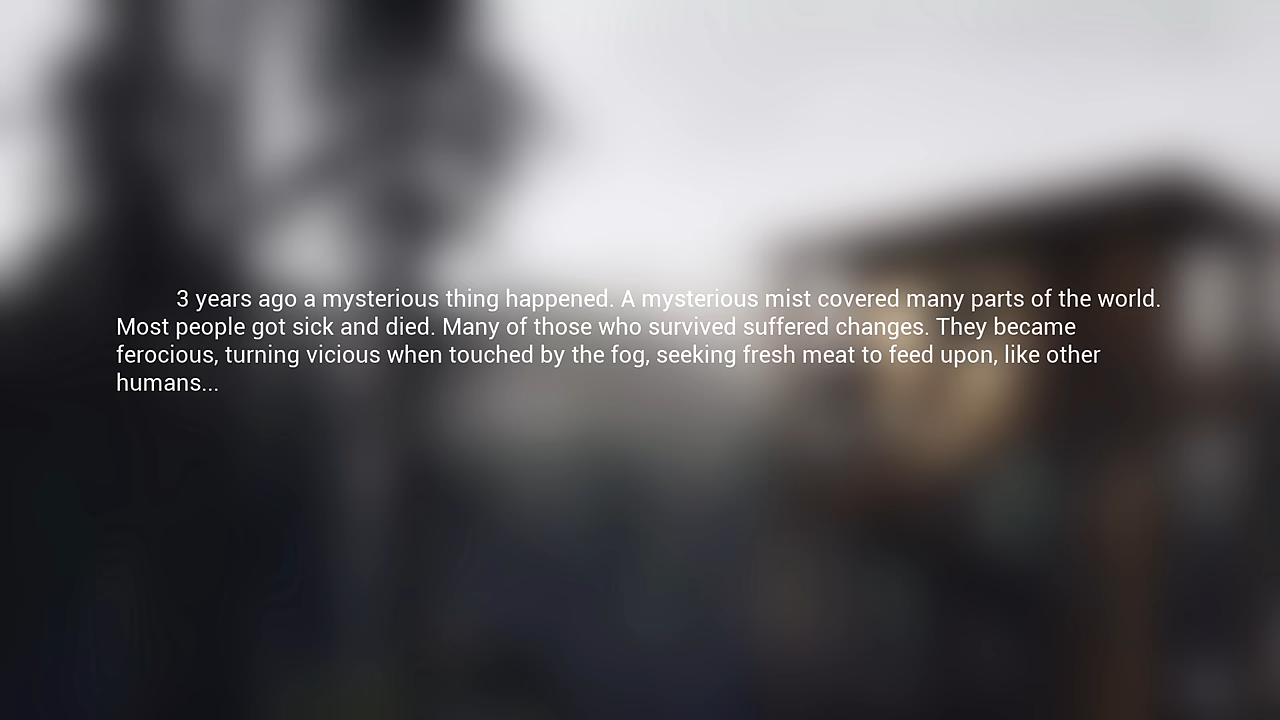 3 years ago a mysterious thing happened. A mysterious mist covered many parts of the world.
Most people got sick and died. Many of those who survived suffered changes. They became
ferocious, turning vicious when touched by the fog, seeking fresh meat to feed upon, like other
humans...